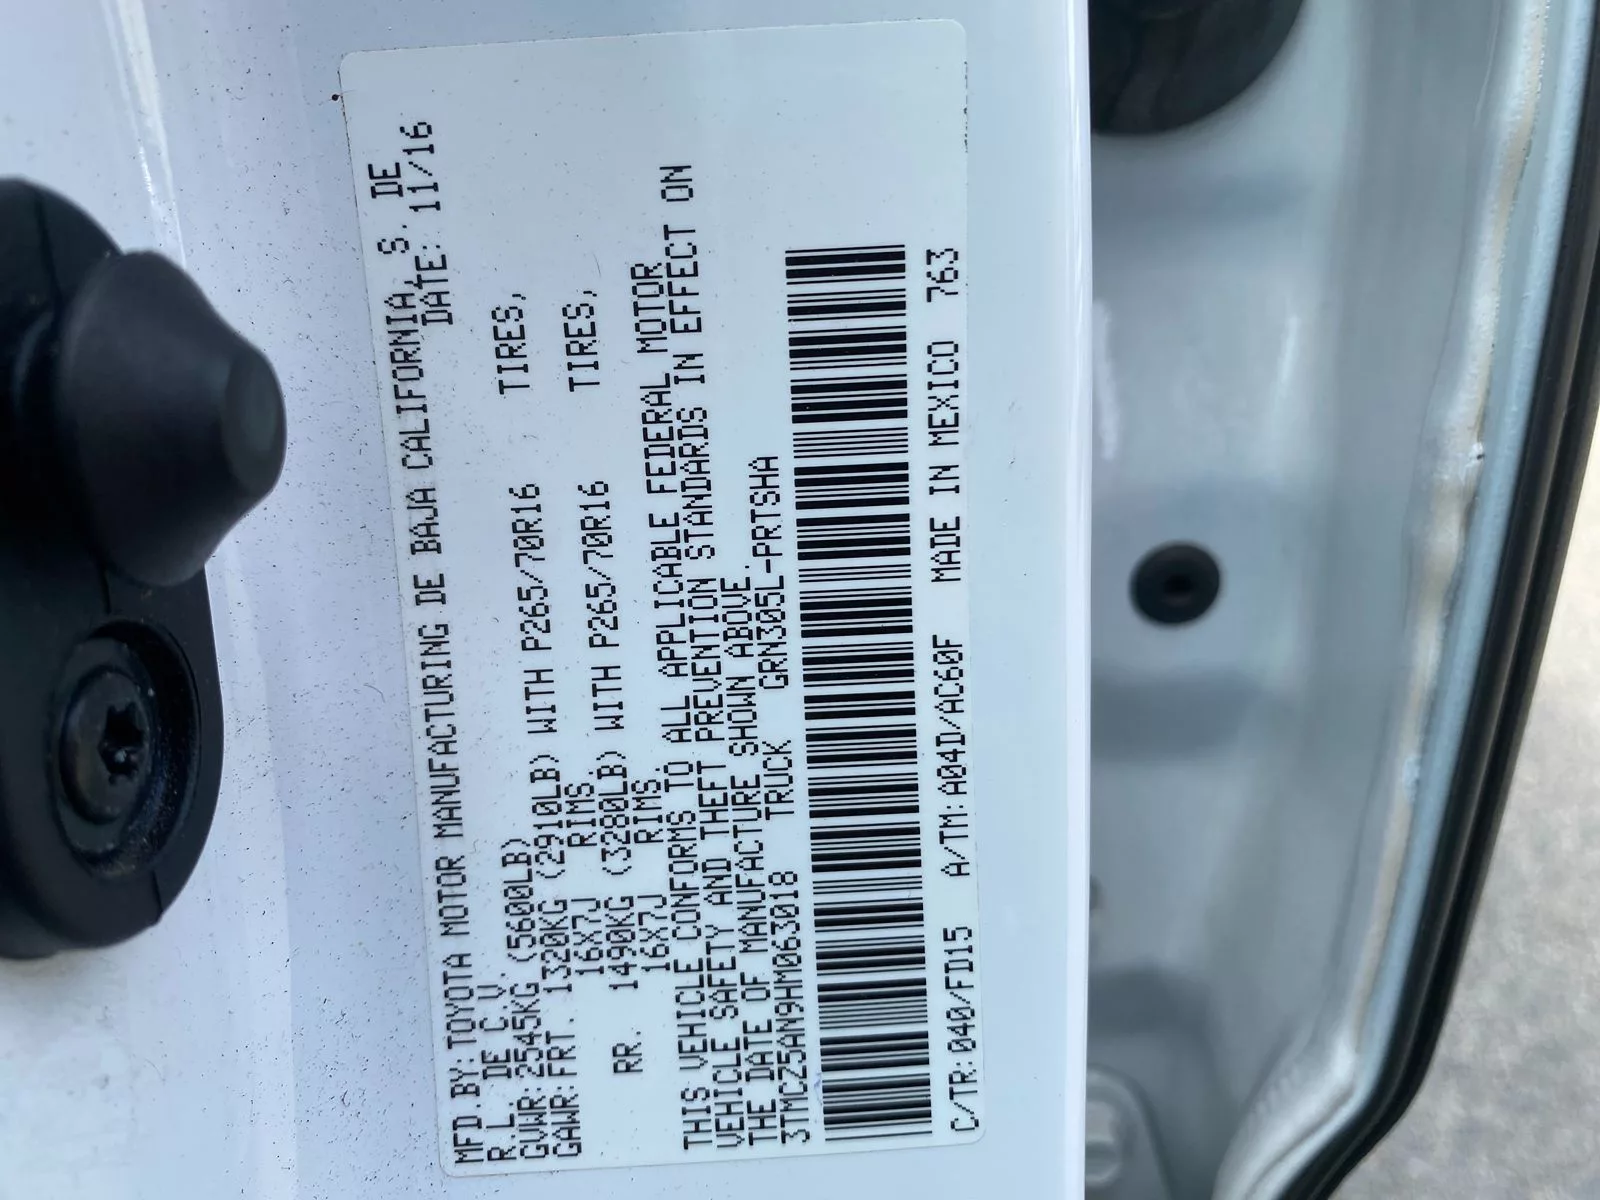 MFD.BY: TOYOTA MOTOR MANUFACTURING DE BAJA CALIFORNIA, S. DE
R.L. DE C.V. DATE: 11/16
GVWR: 2545KG (5600LB)
GAWR: FRT. 1320KG (2910LB) WITH P265/70R16 TIRES,
16X7J RIMS,
RR. 1490KG (3280LB) WITH P265/70R16 TIRES,
16X7J RIMS
THIS VEHICLE CONFORMS TO ALL APPLICABLE FEDERAL MOTOR
VEHICLE SAFETY AND THEFT PREVENTION STANDARDS IN EFFECT ON
THE DATE OF MANUFACTURE SHOWN ABOVE.
3TMCZ5AN9HM063018 TRUCK GRN305L-PRTSHA
C/TR: 040/FD15 A/TM: A04D/AC60F MADE IN MEXICO 763